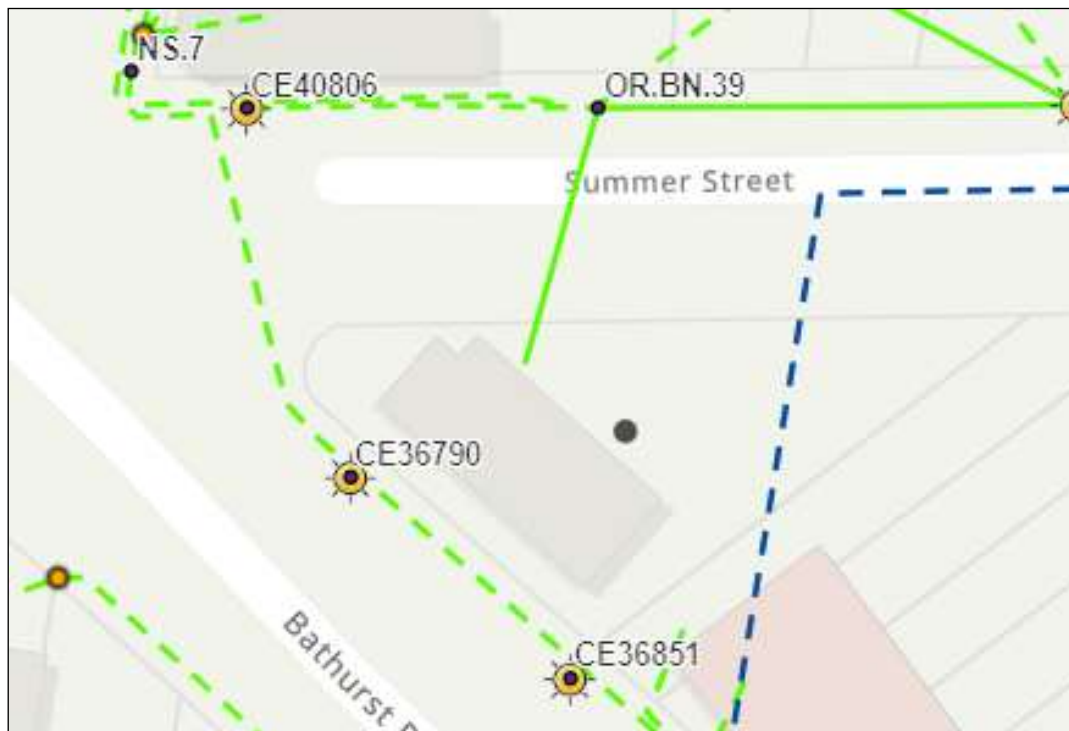 NS.7
CE40806
OR.BN.39
Summer Street
CE36790
Bathurst
CE36851